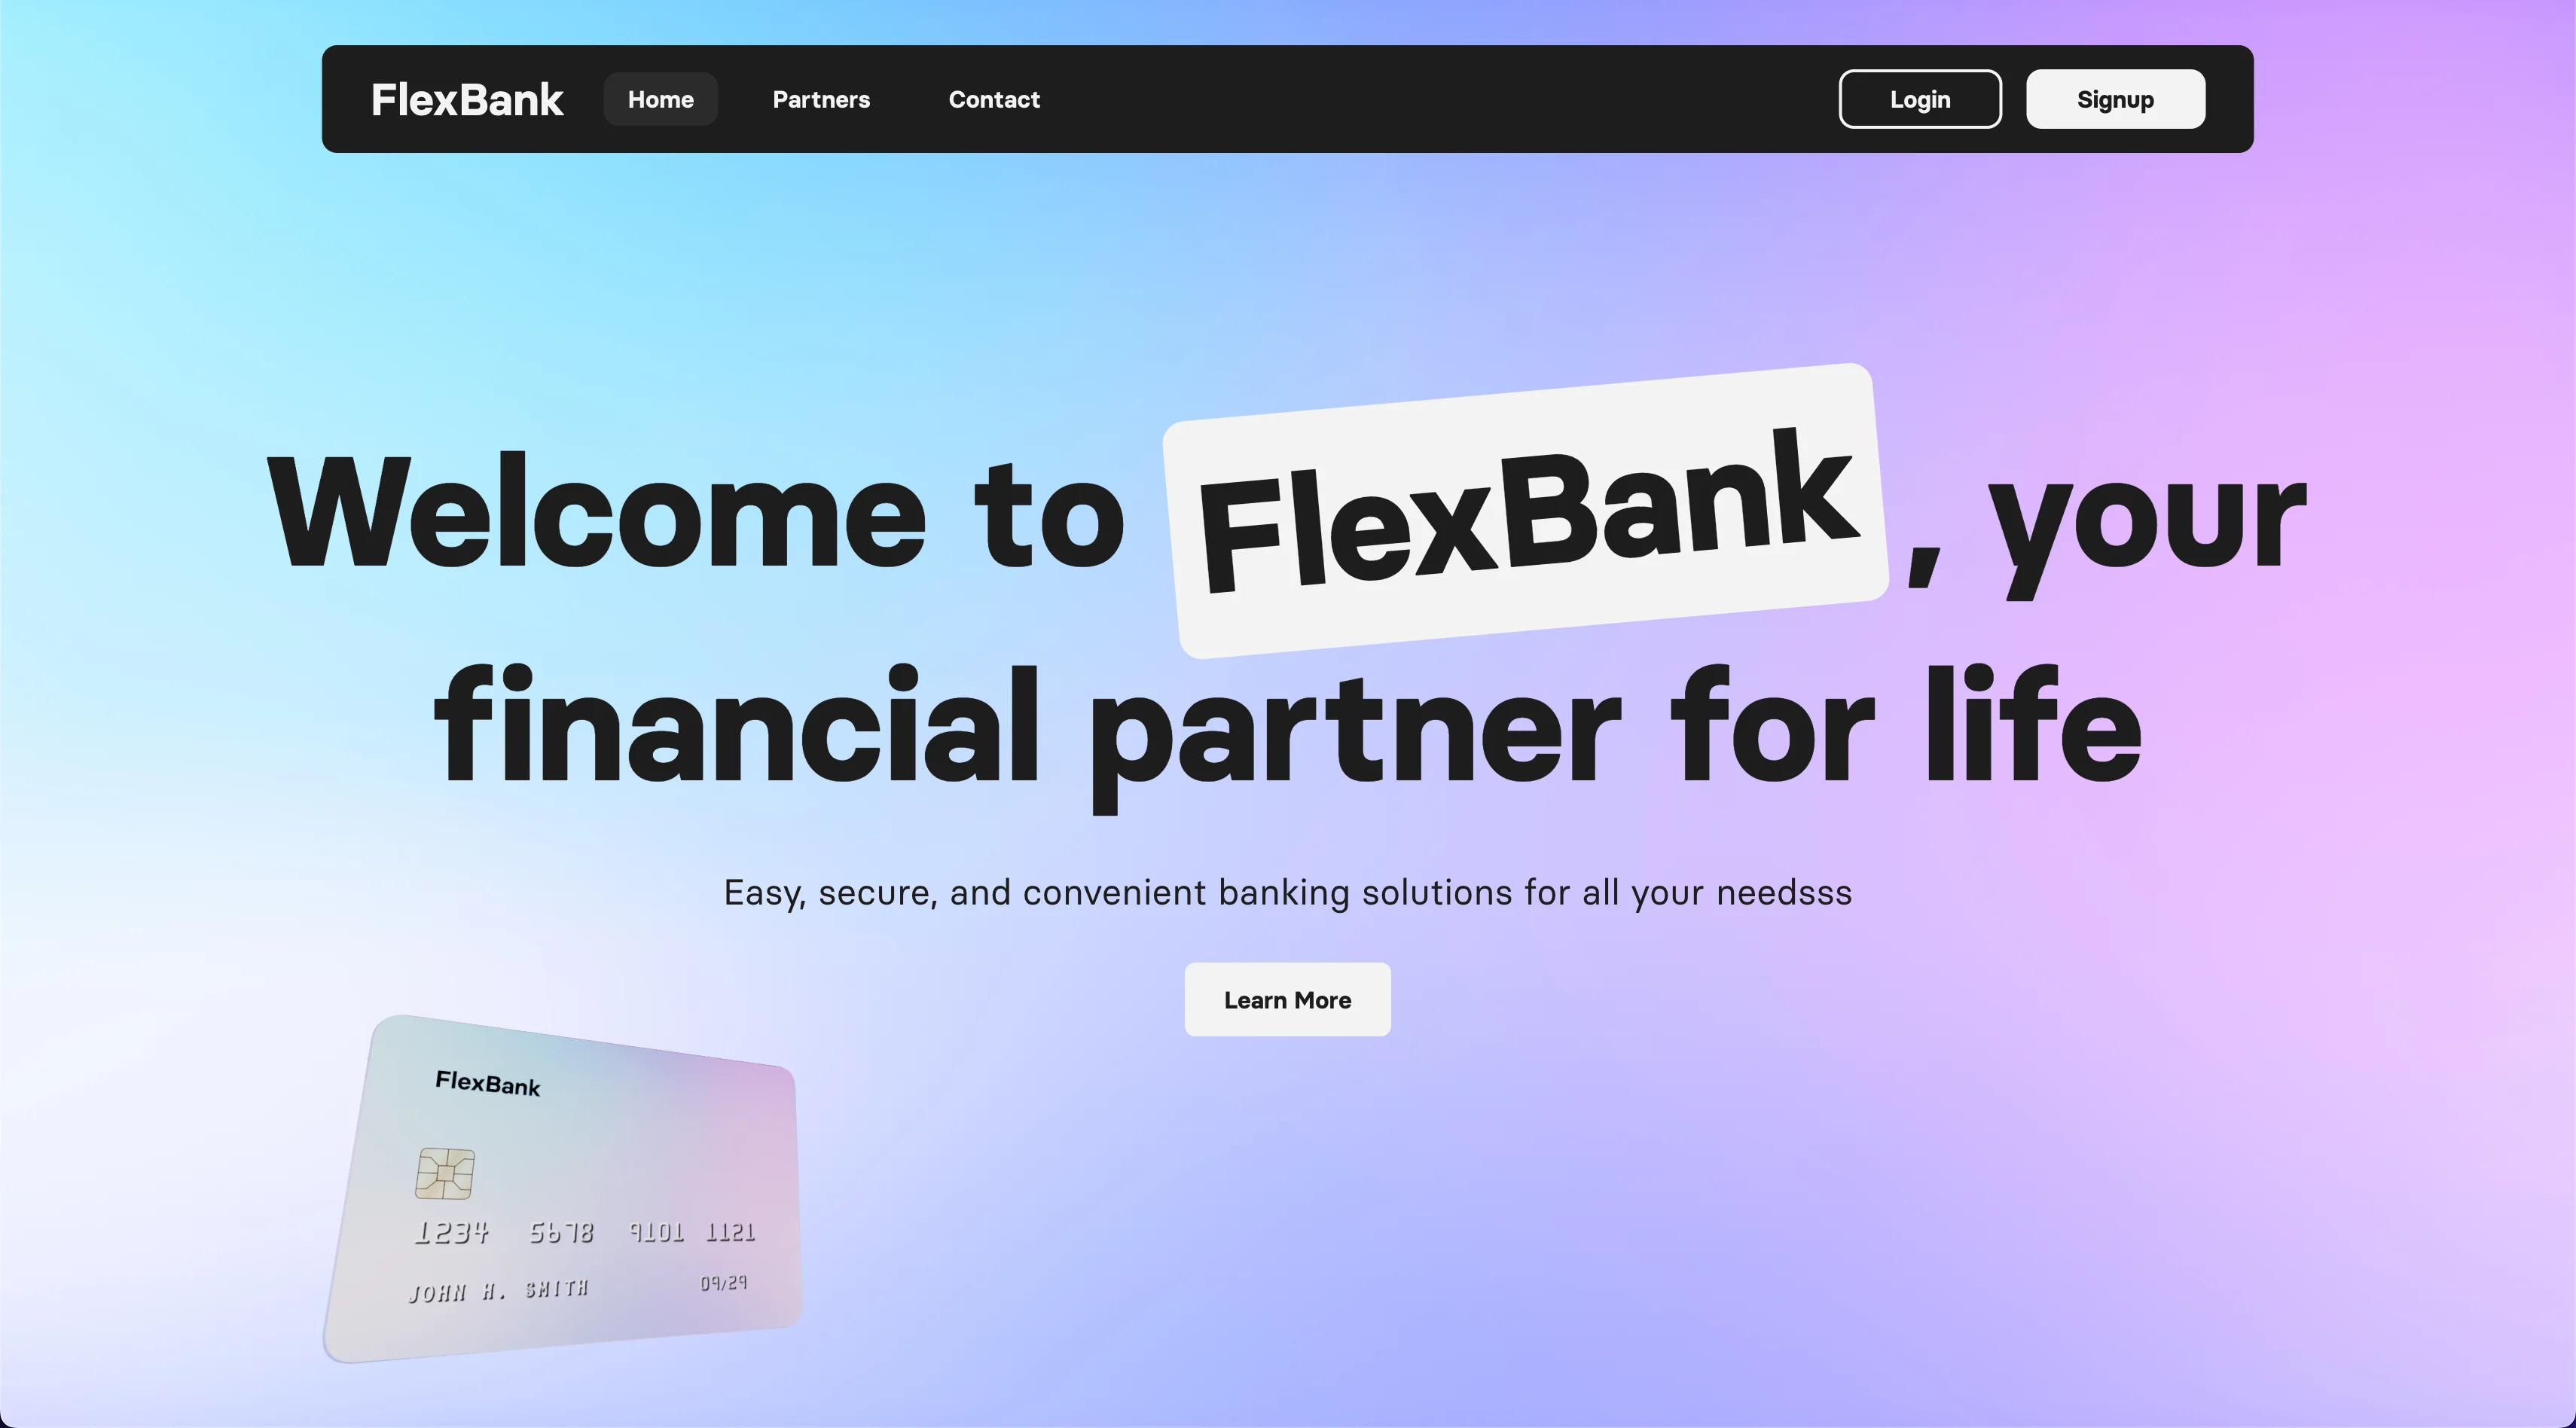 FlexBank Home Partners Contact Login Signup
Welcome to FlexBank, your
financial partner for life
Easy, secure, and convenient banking solutions for all your needsss
Learn More
FlexBank
1234 5678 9101 1121
JOHN H. SMITH 09/29